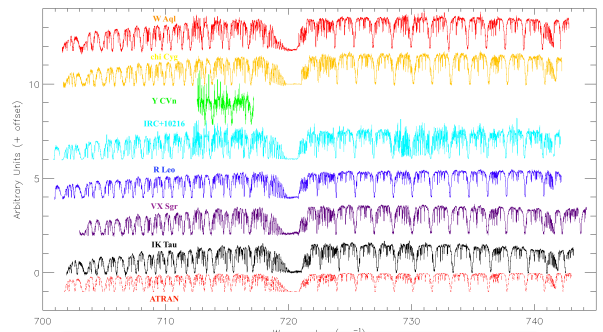 W Aql
10
Y CVn
IRC+10216
Arbitrary Units (+ offset)
5
R Leo
VX Sgr
IK Tau
0
ATRAN
700 710 720 730 740